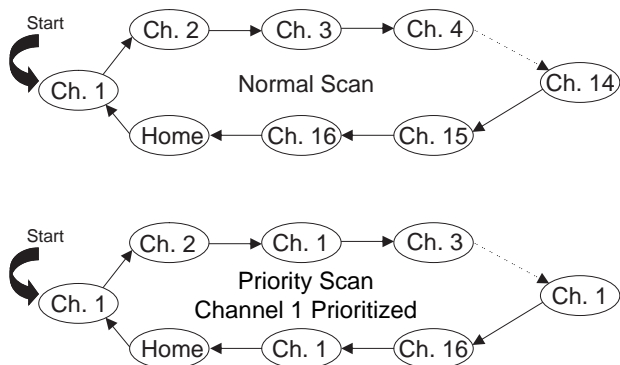 Start
Ch. 2
Ch. 3
Ch. 4
Ch. 1
Normal Scan
Ch. 14
Home
Ch. 16
Ch. 15
Start
Ch. 2
Ch. 1
Ch. 3
Ch. 1
Priority Scan
Channel 1 Prioritized
Ch. 1
Home
Ch. 1
Ch. 16